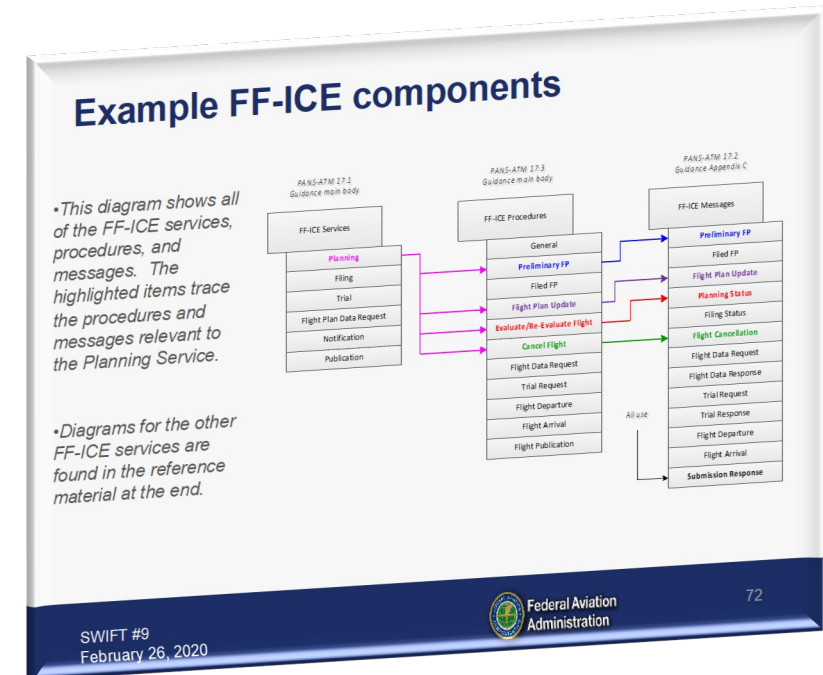 Example FF-ICE components
•This diagram shows all
of the FF-ICE services,
procedures, and
messages. The
highlighted items trace
the procedures and
messages relevant to
the Planning Service.
•Diagrams for the other
FF-ICE services are
found in the reference
material at the end.
PANS-ATM 17.1
Guidance main body
FF-ICE Services
Planning
Filing
Trial
Flight Plan Data Request
Notification
Publication
PANS-ATM 17.3
Guidance main body
FF-ICE Procedures
General
Preliminary FP
Filed FP
Flight Plan Update
Evaluate/Re-Evaluate Flight
Cancel Flight
Flight Data Request
Trial Request
Flight Departure
Flight Arrival
Flight Publication
PANS-ATM 17.2
Guidance Appendix C
FF-ICE Messages
Preliminary FP
Filed FP
Flight Plan Update
Planning Status
Filing Status
Flight Cancellation
Flight Data Request
Flight Data Response
Trial Request
Trial Response
Flight Departure
Flight Arrival
Submission Response
All use
SWIFT #9
February 26, 2020
Federal Aviation
Administration
72